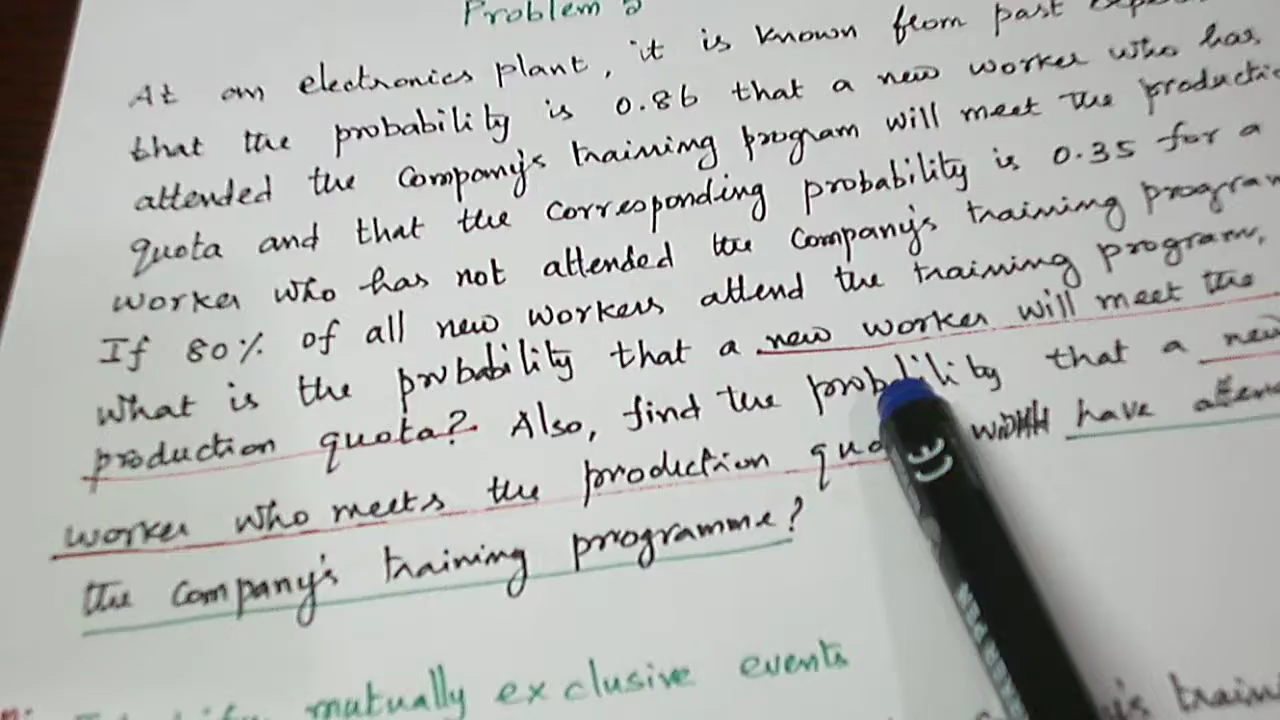 Problem 2
At an electronics plant, it is known from past
that the probability is 0.86 that a new worker who has
attended the Company's training program will meet the
quota and that the corresponding probability is 0.35 for a
worker who has not attended the Company's training program
If 80% of all new workers attend the training program,
What is the probability that a new worker will meet the
production quota? Also, find the that a new
worker who meets the production have
the company's training programme?
mutually exclusive events